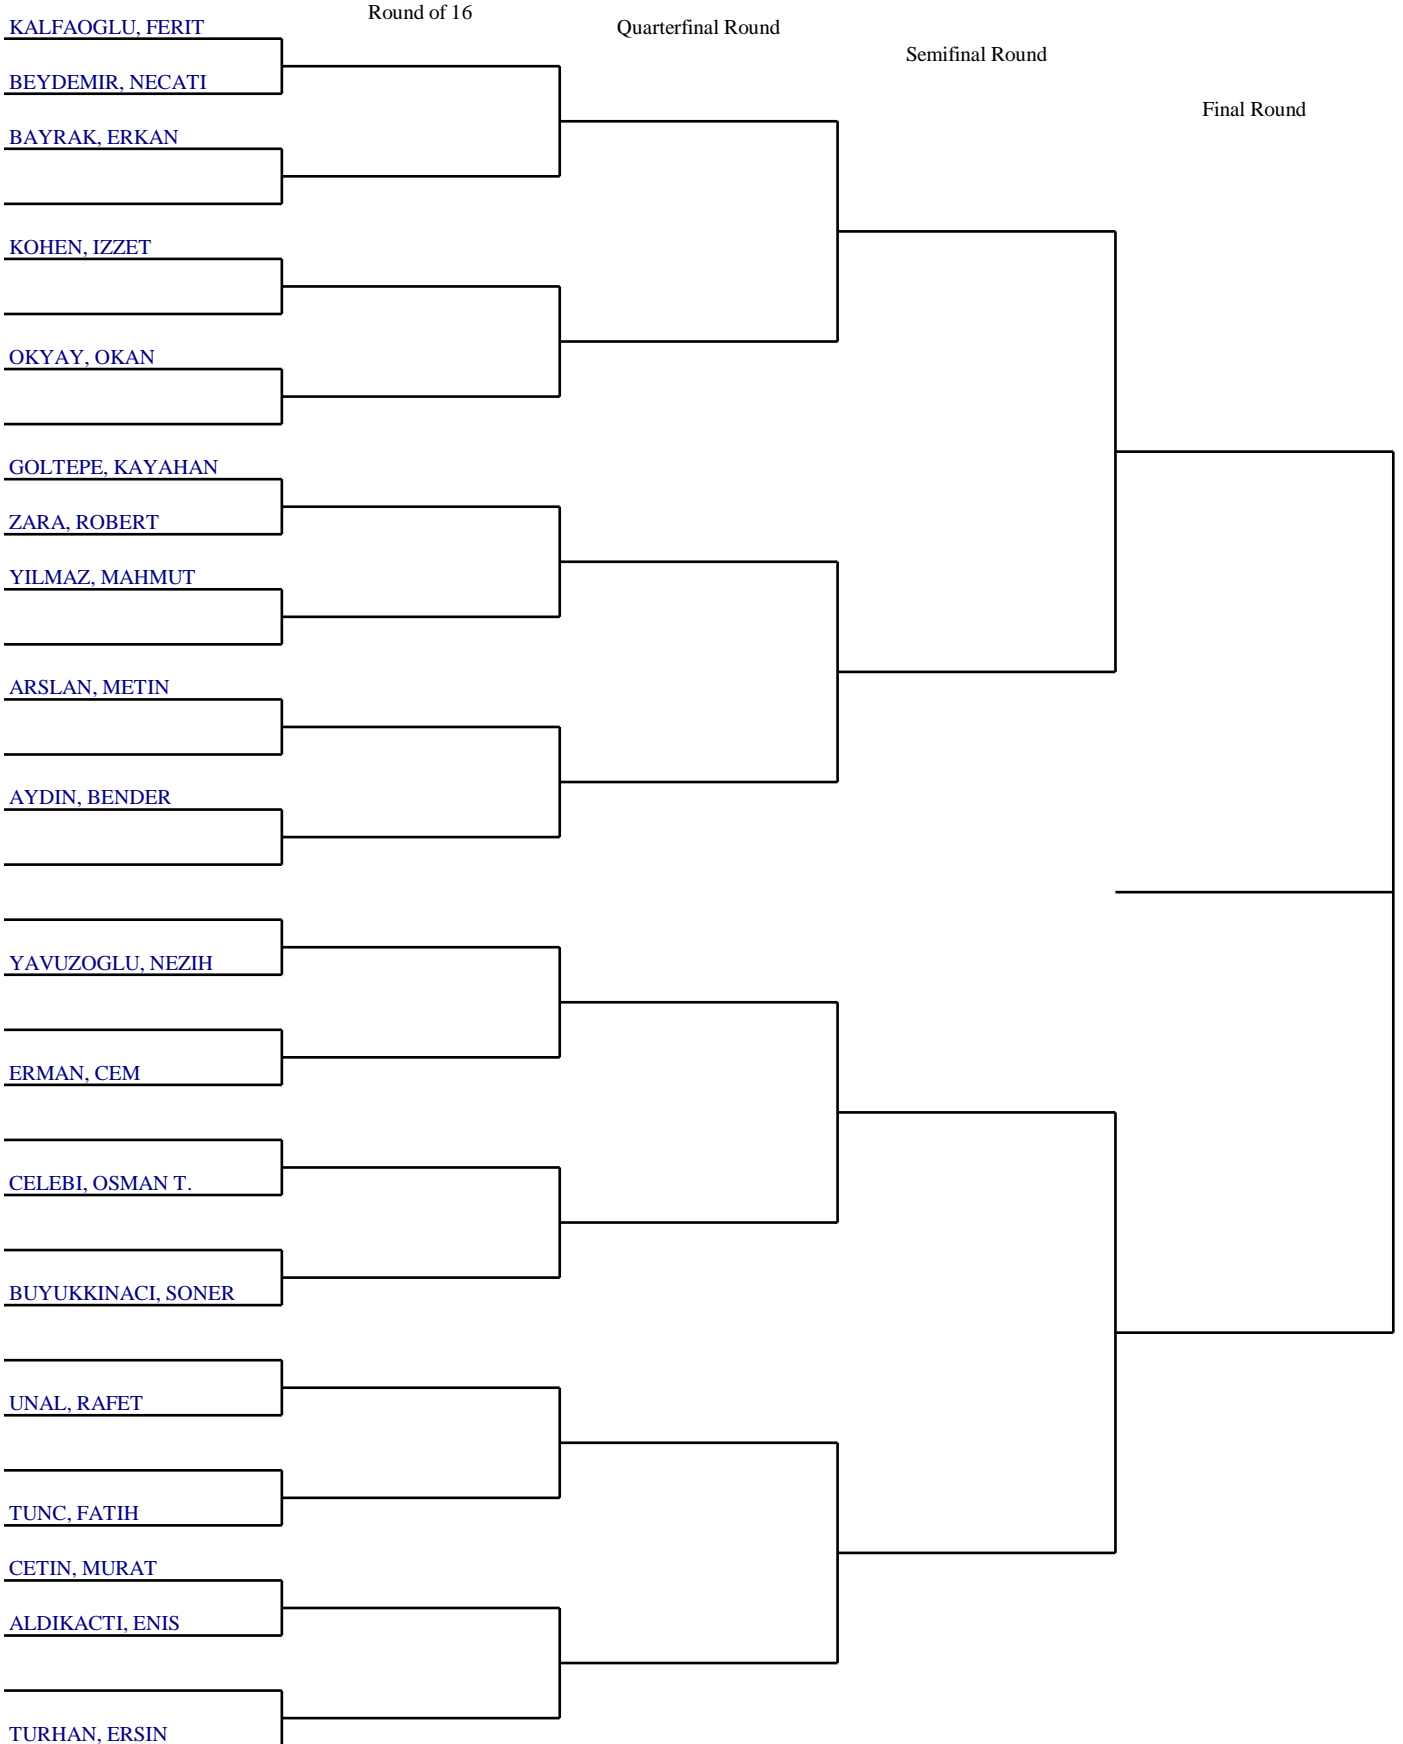 Round of 16
Quarterfinal Round
Semifinal Round
Final Round
KALFAOGLU, FERIT
BEYDEMIR, NECATI
BAYRAK, ERKAN
KOHEN, IZZET
OKYAY, OKAN
GOLTEPE, KAYAHAN
ZARA, ROBERT
YILMAZ, MAHMUT
ARSLAN, METIN
AYDIN, BENDER
YAVUZOGLU, NEZIH
ERMAN, CEM
CELEBI, OSMAN T.
BUYUKKINACI, SONER
UNAL, RAFET
TUNC, FATIH
CETIN, MURAT
ALDIKACTI, ENIS
TURHAN, ERSIN